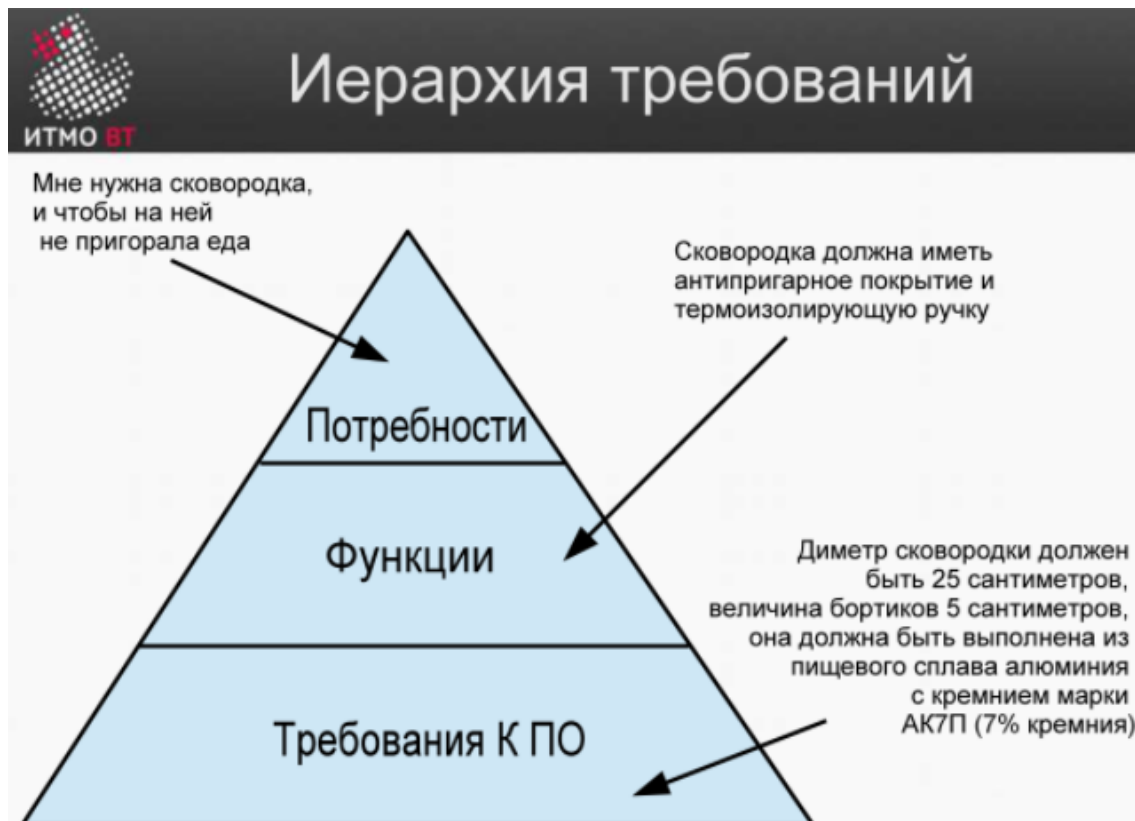 Иерархия требований
ИТМО ВТ
Мне нужна сковородка,
и чтобы на ней
не пригорала еда
Сковородка должна иметь
антипригарное покрытие и
термоизолирующую ручку
Потребности
Функции
Диметр сковородки должен
быть 25 сантиметров,
величина бортиков 5 сантиметров,
она должна быть выполнена из
пищевого сплава алюминия
с кремнием марки
АК7П (7% кремния)
Требования К ПО